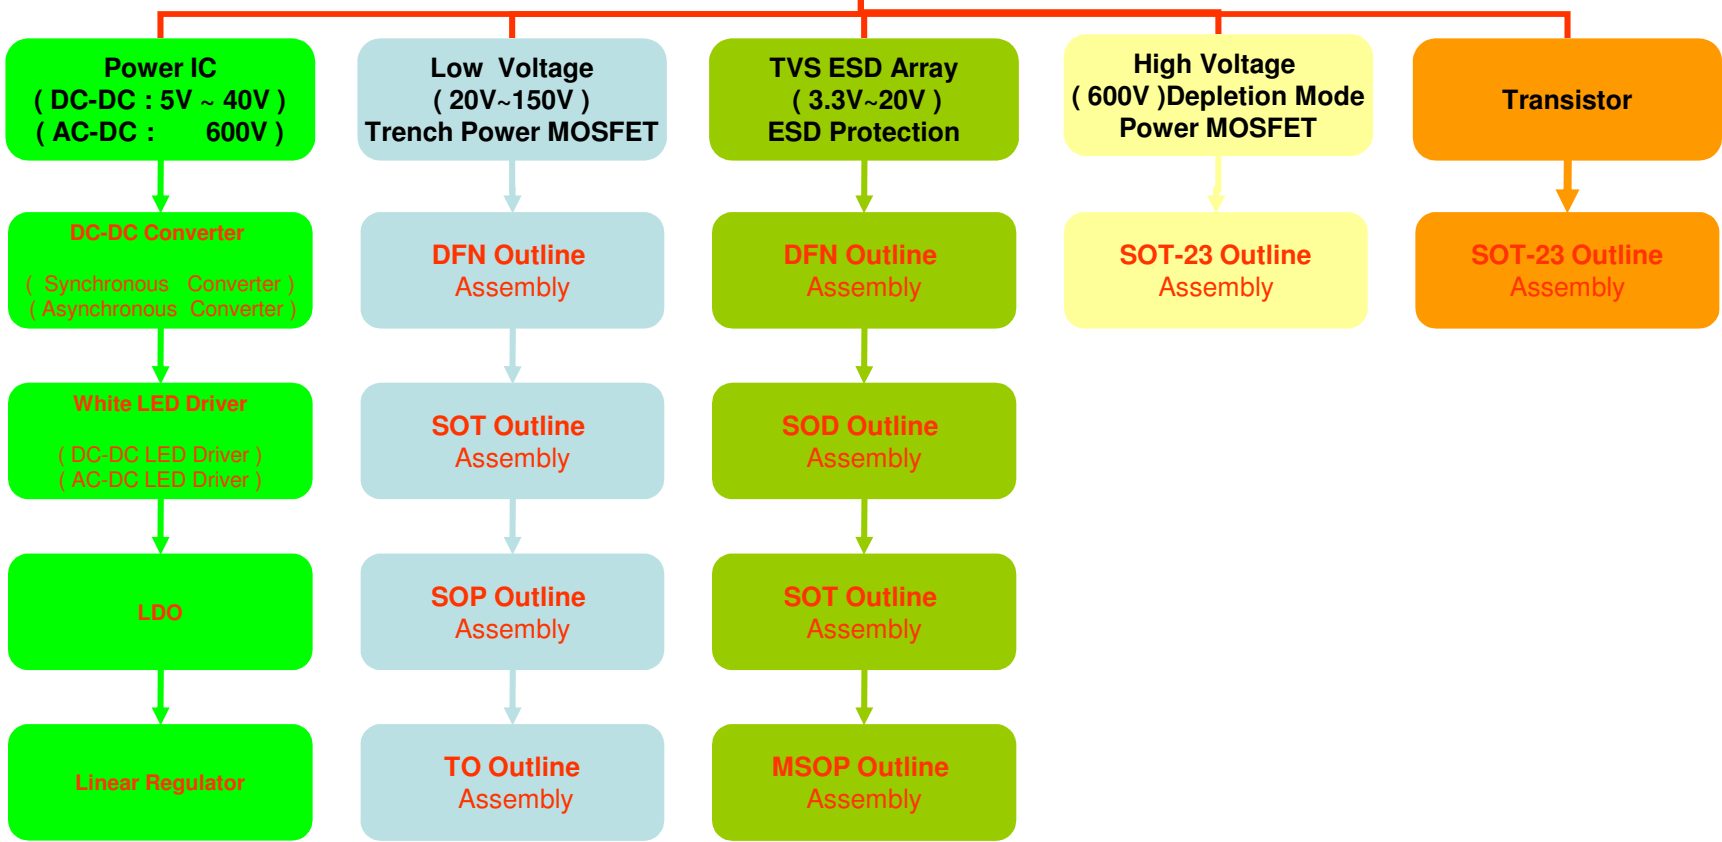 Power IC
( DC-DC : 5V ~ 40V )
( AC-DC : 600V )
Low Voltage
( 20V~150V )
Trench Power MOSFET
TVS ESD Array
( 3.3V~20V )
ESD Protection
High Voltage
( 600V )Depletion Mode
Power MOSFET
Transistor
DC-DC Converter
( Synchronous Converter )
( Asynchronous Converter )
DFN Outline
Assembly
DFN Outline
Assembly
SOT-23 Outline
Assembly
SOT-23 Outline
Assembly
White LED Driver
( DC-DC LED Driver )
( AC-DC LED Driver )
SOT Outline
Assembly
SOD Outline
Assembly
LDO
SOP Outline
Assembly
SOT Outline
Assembly
Linear Regulator
TO Outline
Assembly
MSOP Outline
Assembly